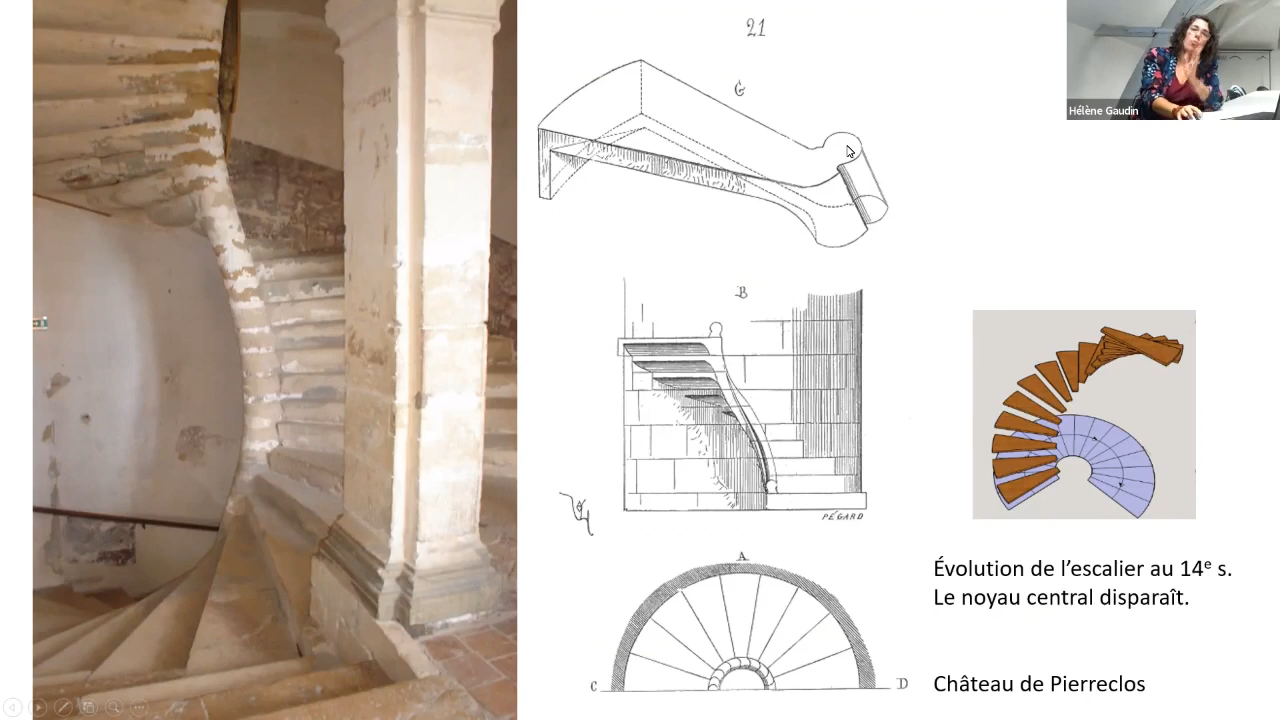 21
G
Hélène Gaudin
B
PÉGARD
A
C
D
Évolution de l’escalier au 14e s.
Le noyau central disparaît.
Château de Pierreclos